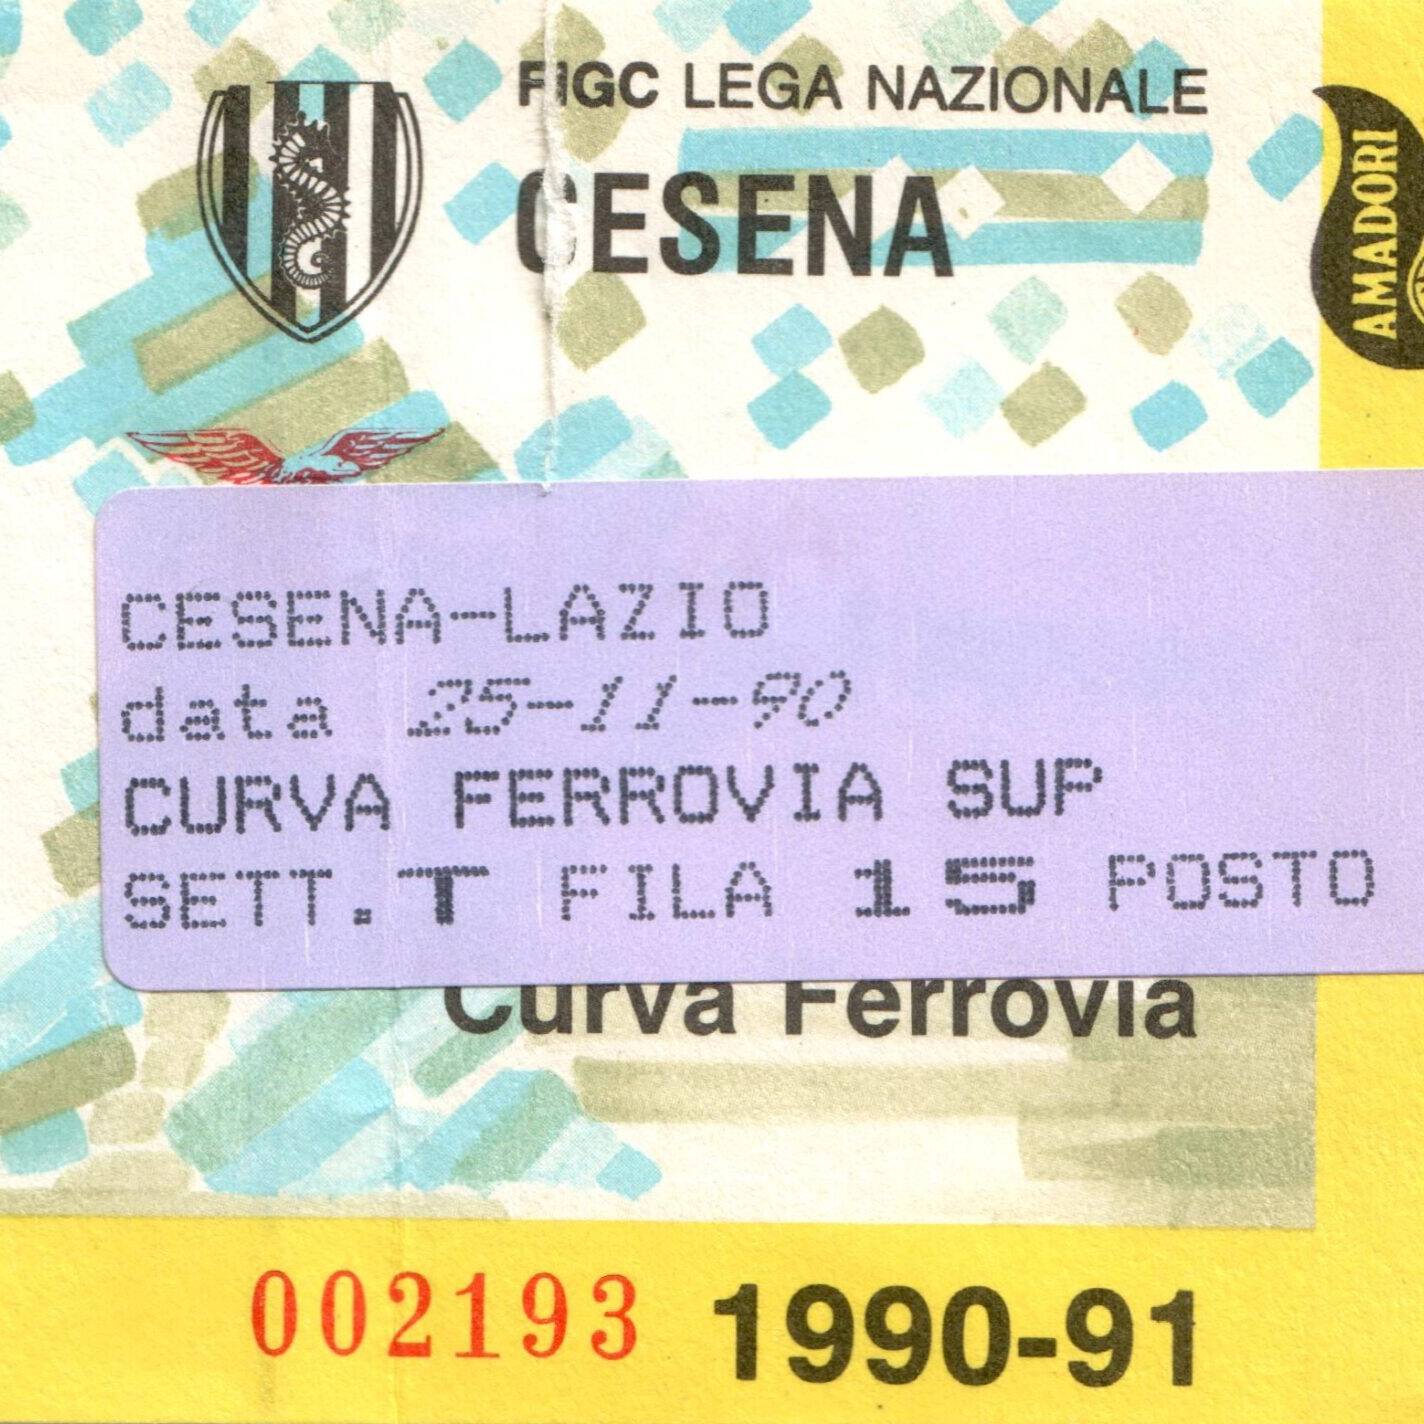 FIGC LEGA NAZIONALE
CESENA
AMADORI
CESENA-LAZIO
data 25-11-90
CURVA FERROVIA SUP
SETT.T FILA 15 POSTO
Curva Ferrovia
002193 1990-91